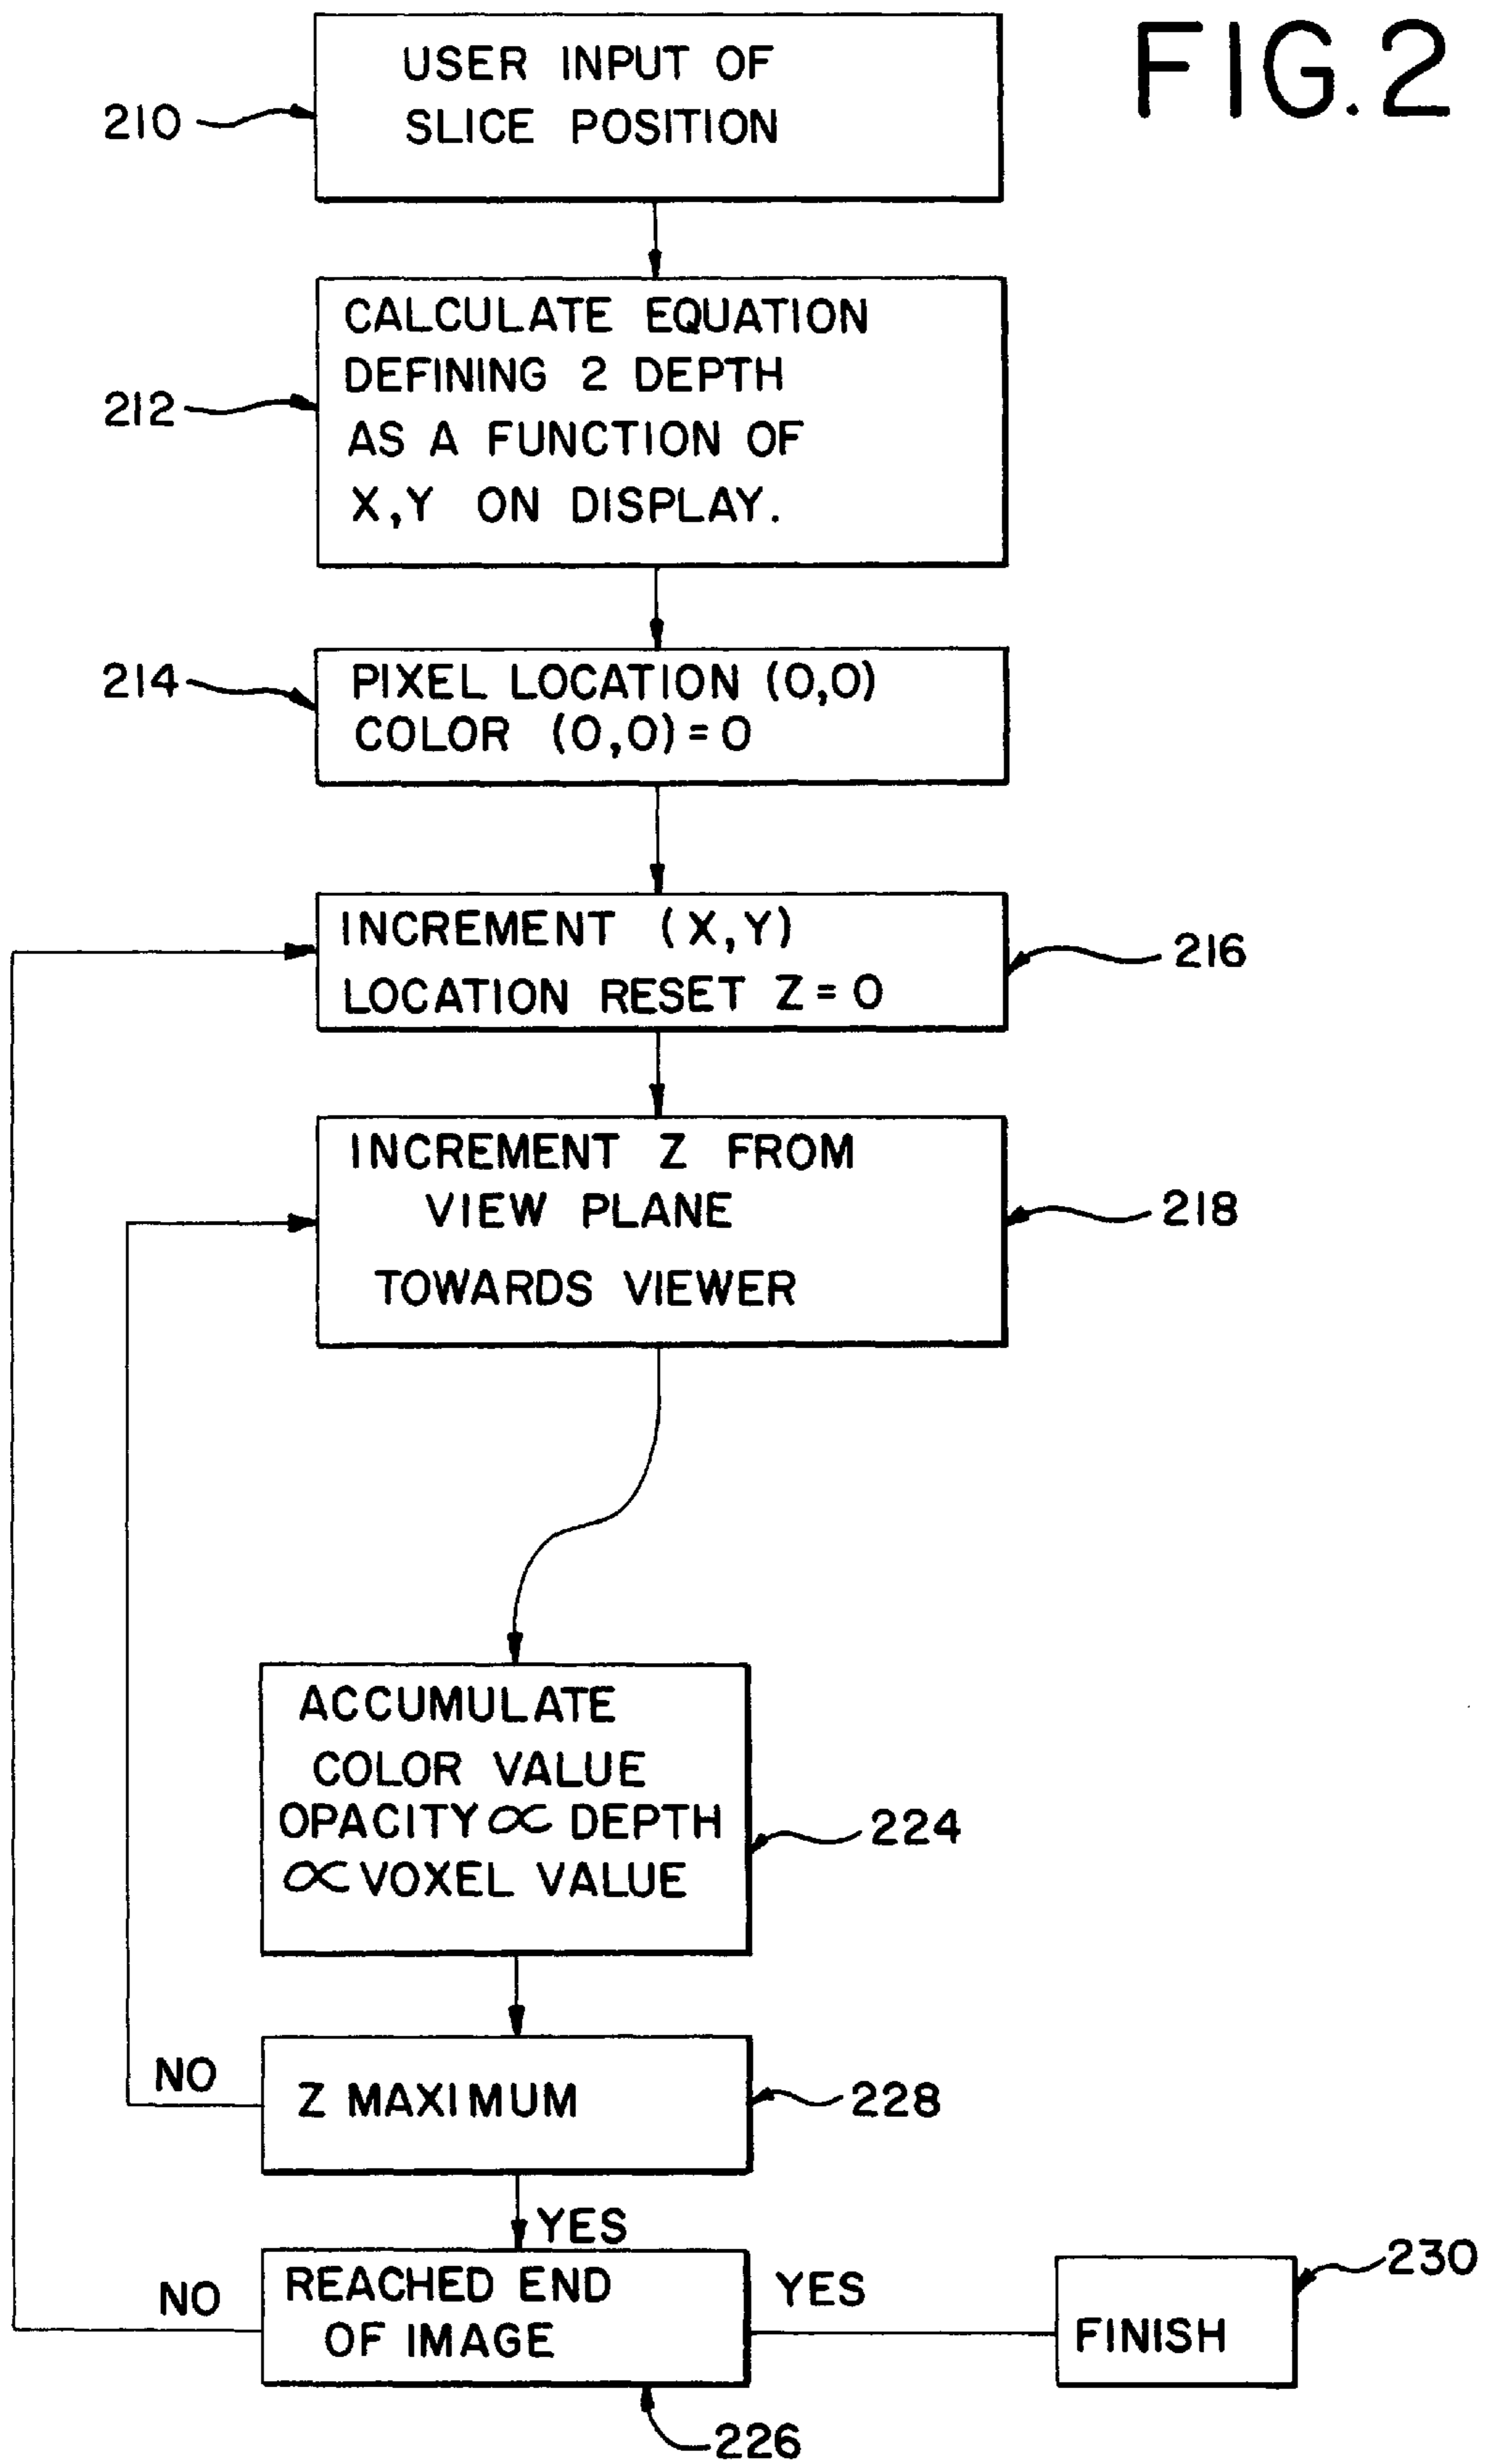 FIG.2
USER INPUT OF
SLICE POSITION
210
CALCULATE EQUATION
DEFINING 2 DEPTH
AS A FUNCTION OF
X,Y ON DISPLAY.
212
214
PIXEL LOCATION (0,0)
COLOR (0,0)=0
INCREMENT (X,Y)
LOCATION RESET Z=0
216
INCREMENT Z FROM
VIEW PLANE
TOWARDS VIEWER
218
ACCUMULATE
COLOR VALUE
OPACITY ∝ DEPTH
∝ VOXEL VALUE
224
NO
Z MAXIMUM
228
YES
NO
REACHED END
OF IMAGE
YES
FINISH
230
226